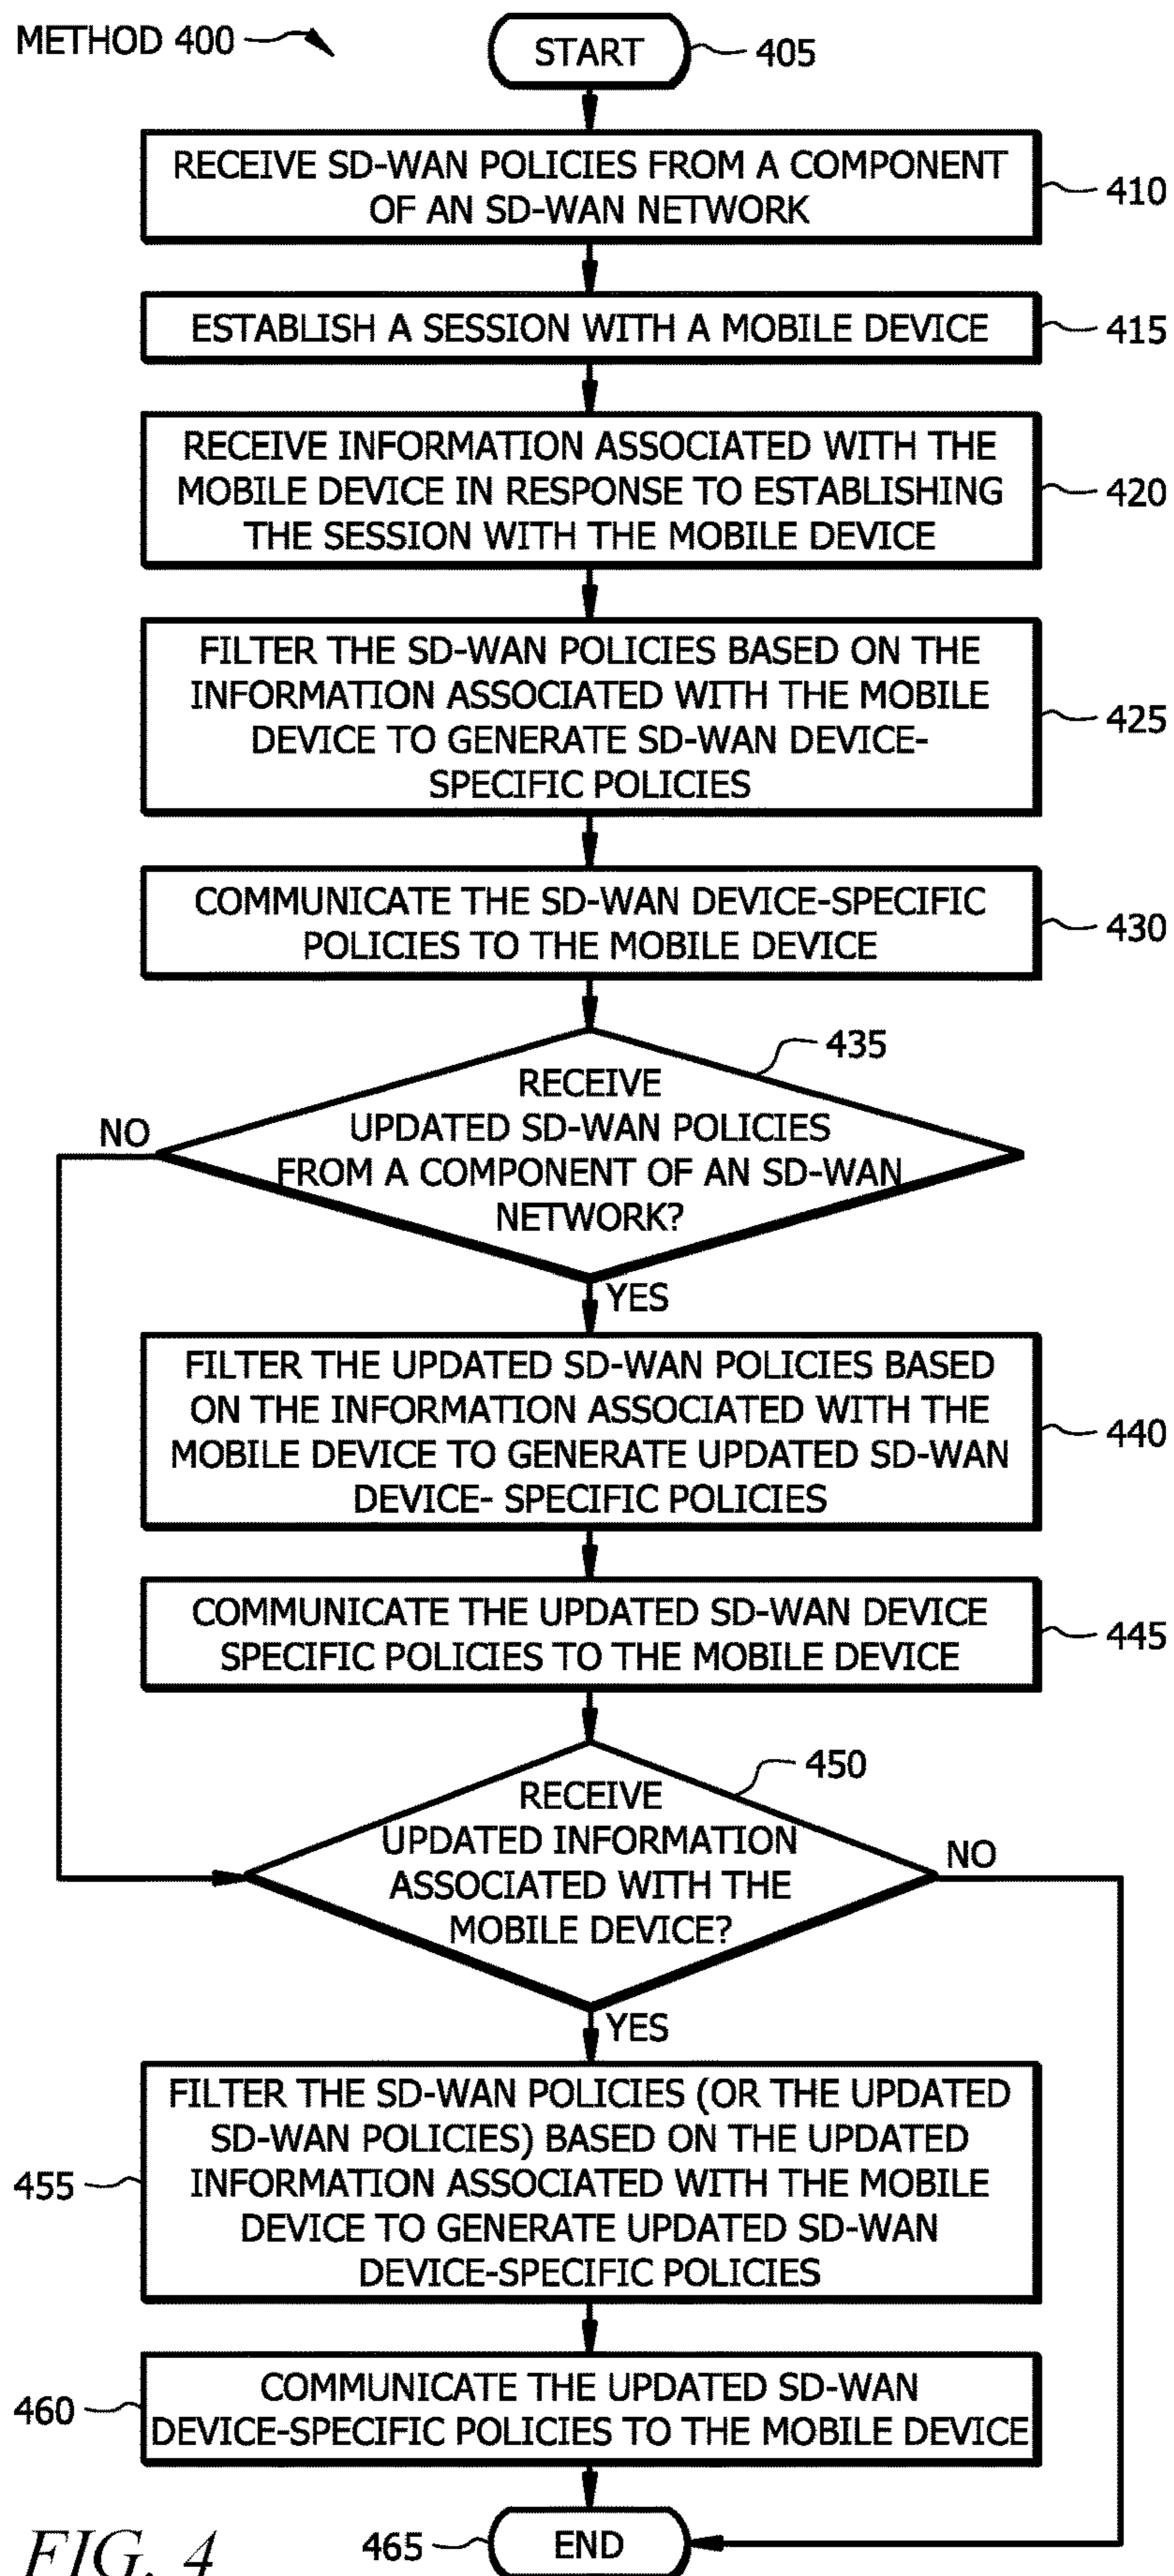 METHOD 400
START
405
RECEIVE SD-WAN POLICIES FROM A COMPONENT
OF AN SD-WAN NETWORK
410
ESTABLISH A SESSION WITH A MOBILE DEVICE
415
RECEIVE INFORMATION ASSOCIATED WITH THE
MOBILE DEVICE IN RESPONSE TO ESTABLISHING
THE SESSION WITH THE MOBILE DEVICE
420
FILTER THE SD-WAN POLICIES BASED ON THE
INFORMATION ASSOCIATED WITH THE MOBILE
DEVICE TO GENERATE SD-WAN DEVICE-
SPECIFIC POLICIES
425
COMMUNICATE THE SD-WAN DEVICE-SPECIFIC
POLICIES TO THE MOBILE DEVICE
430
435
RECEIVE
UPDATED SD-WAN POLICIES
FROM A COMPONENT OF AN SD-WAN
NETWORK?
NO
YES
FILTER THE UPDATED SD-WAN POLICIES BASED
ON THE INFORMATION ASSOCIATED WITH THE
MOBILE DEVICE TO GENERATE UPDATED SD-WAN
DEVICE- SPECIFIC POLICIES
440
COMMUNICATE THE UPDATED SD-WAN DEVICE
SPECIFIC POLICIES TO THE MOBILE DEVICE
445
450
RECEIVE
UPDATED INFORMATION
ASSOCIATED WITH THE
MOBILE DEVICE?
NO
YES
FILTER THE SD-WAN POLICIES (OR THE UPDATED
SD-WAN POLICIES) BASED ON THE UPDATED
INFORMATION ASSOCIATED WITH THE MOBILE
DEVICE TO GENERATE UPDATED SD-WAN
DEVICE-SPECIFIC POLICIES
455
COMMUNICATE THE UPDATED SD-WAN
DEVICE-SPECIFIC POLICIES TO THE MOBILE DEVICE
460
END
465
FIG. 4